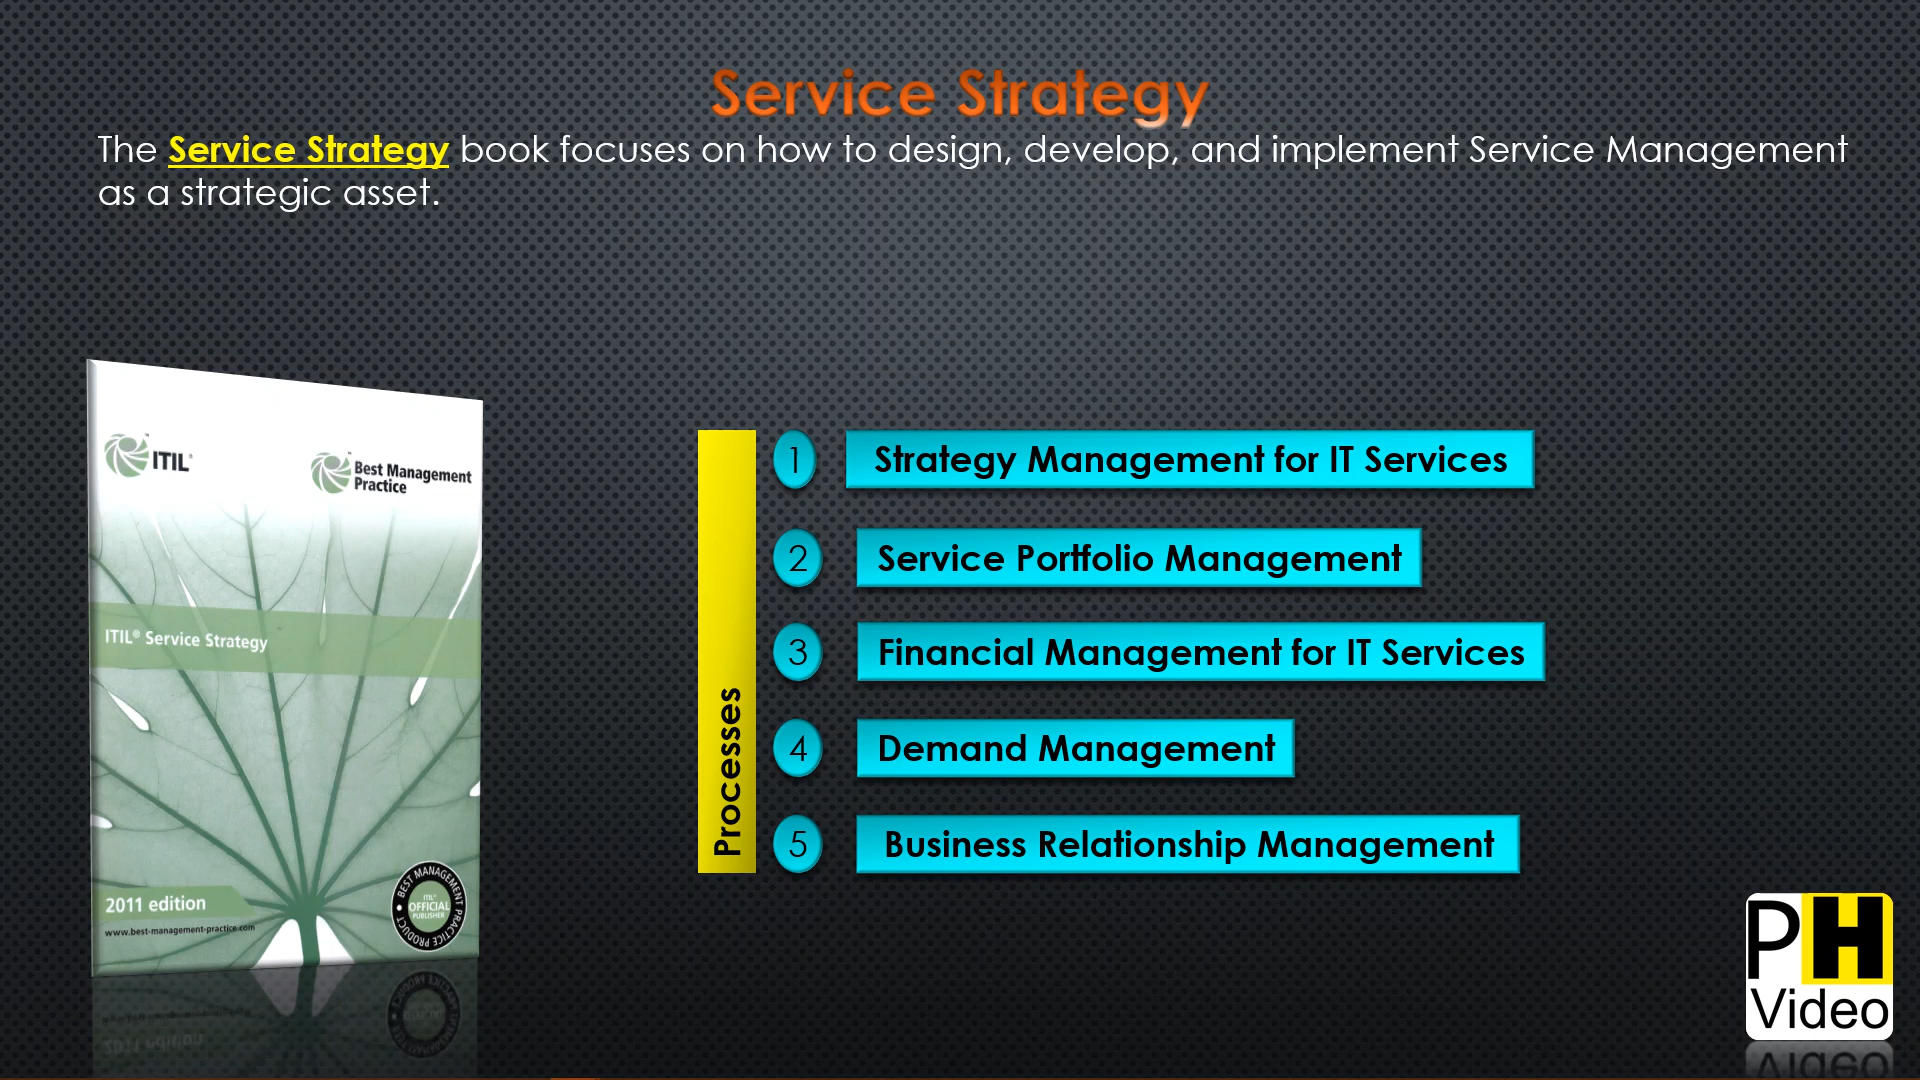 Service Strategy
The Service Strategy book focuses on how to design, develop, and implement Service Management
as a strategic asset.
ITIL®
Best Management
Practice™
ITIL® Service Strategy
2011 edition
www.best-management-practice.com
BEST MANAGEMENT PRACTICE PRODUCT
ITIL®
OFFICIAL
PUBLISHER
Processes
1 Strategy Management for IT Services
2 Service Portfolio Management
3 Financial Management for IT Services
4 Demand Management
5 Business Relationship Management
PH
Video